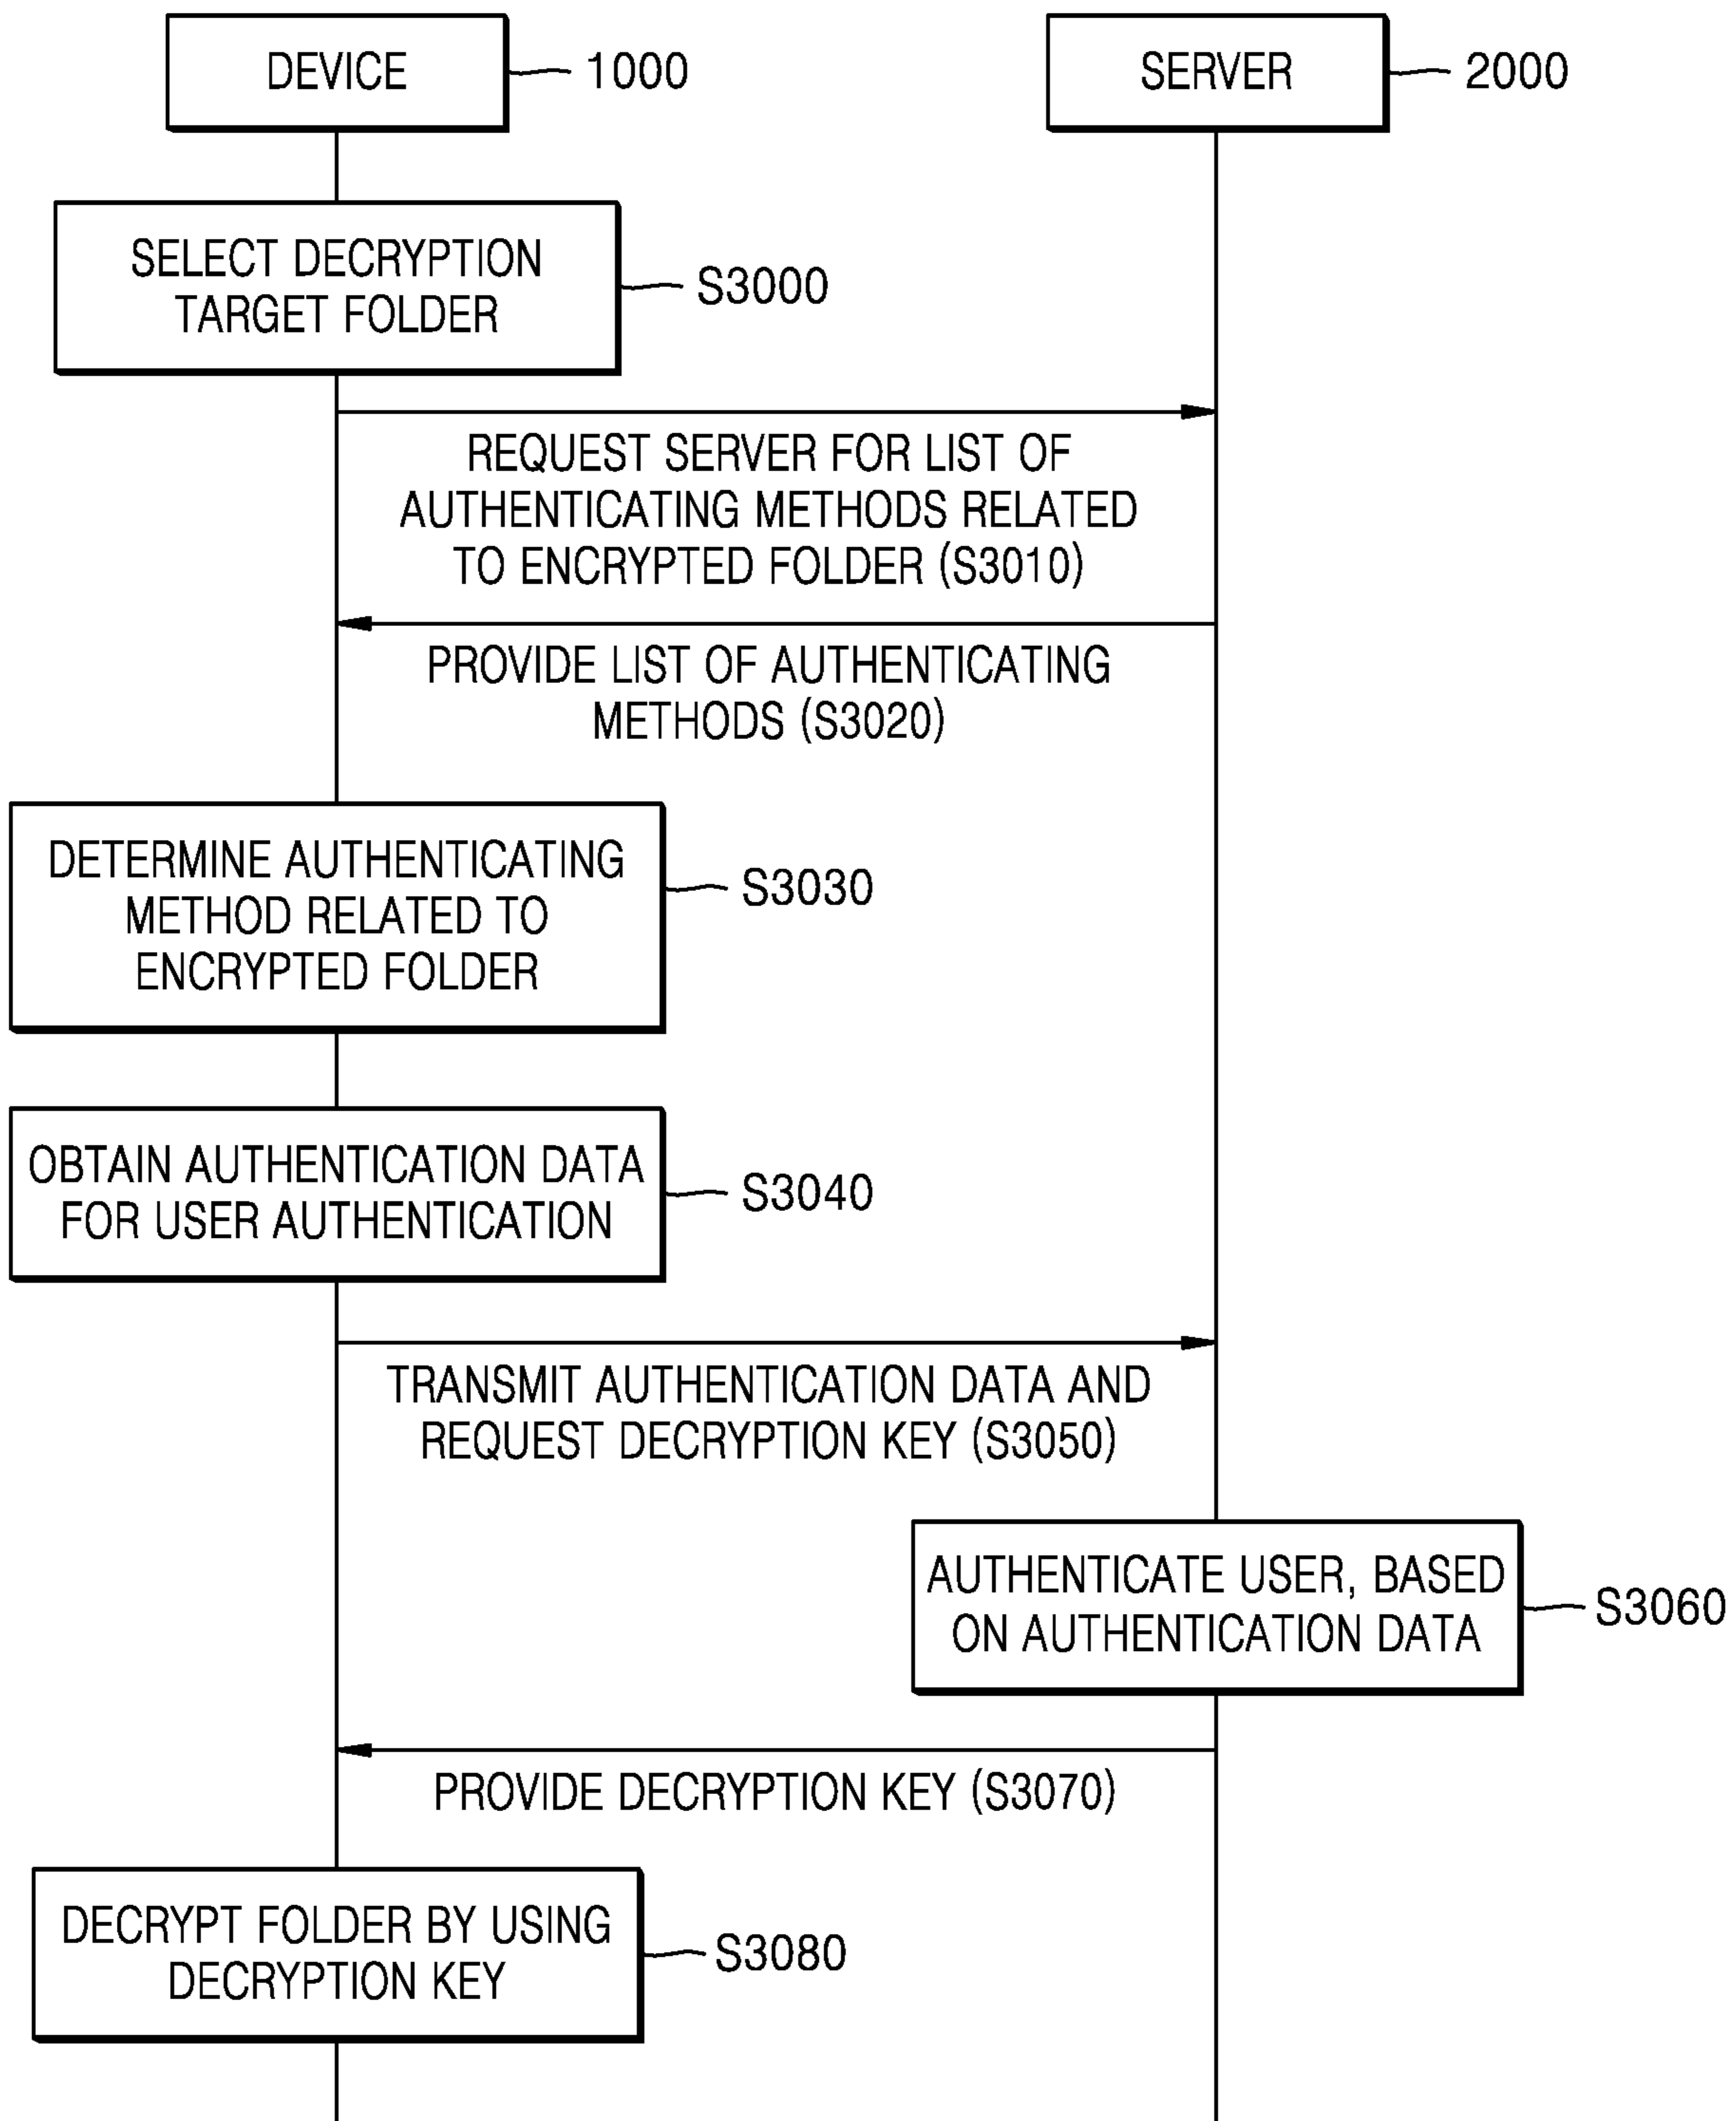 DEVICE
1000
SERVER
2000
SELECT DECRYPTION
TARGET FOLDER
S3000
REQUEST SERVER FOR LIST OF
AUTHENTICATING METHODS RELATED
TO ENCRYPTED FOLDER (S3010)
PROVIDE LIST OF AUTHENTICATING
METHODS (S3020)
DETERMINE AUTHENTICATING
METHOD RELATED TO
ENCRYPTED FOLDER
S3030
OBTAIN AUTHENTICATION DATA
FOR USER AUTHENTICATION
S3040
TRANSMIT AUTHENTICATION DATA AND
REQUEST DECRYPTION KEY (S3050)
AUTHENTICATE USER, BASED
ON AUTHENTICATION DATA
S3060
PROVIDE DECRYPTION KEY (S3070)
DECRYPT FOLDER BY USING
DECRYPTION KEY
S3080